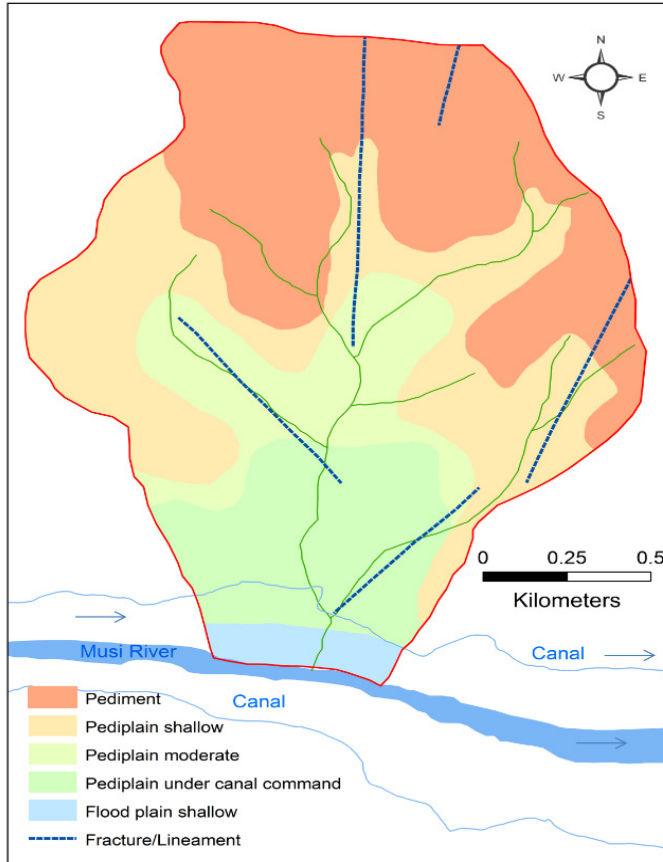 N
W E
S
0 0.25 0.5
Kilometers
Musi River
Canal
Canal
Pediment
Pediplain shallow
Pediplain moderate
Pediplain under canal command
Flood plain shallow
Fracture/Lineament